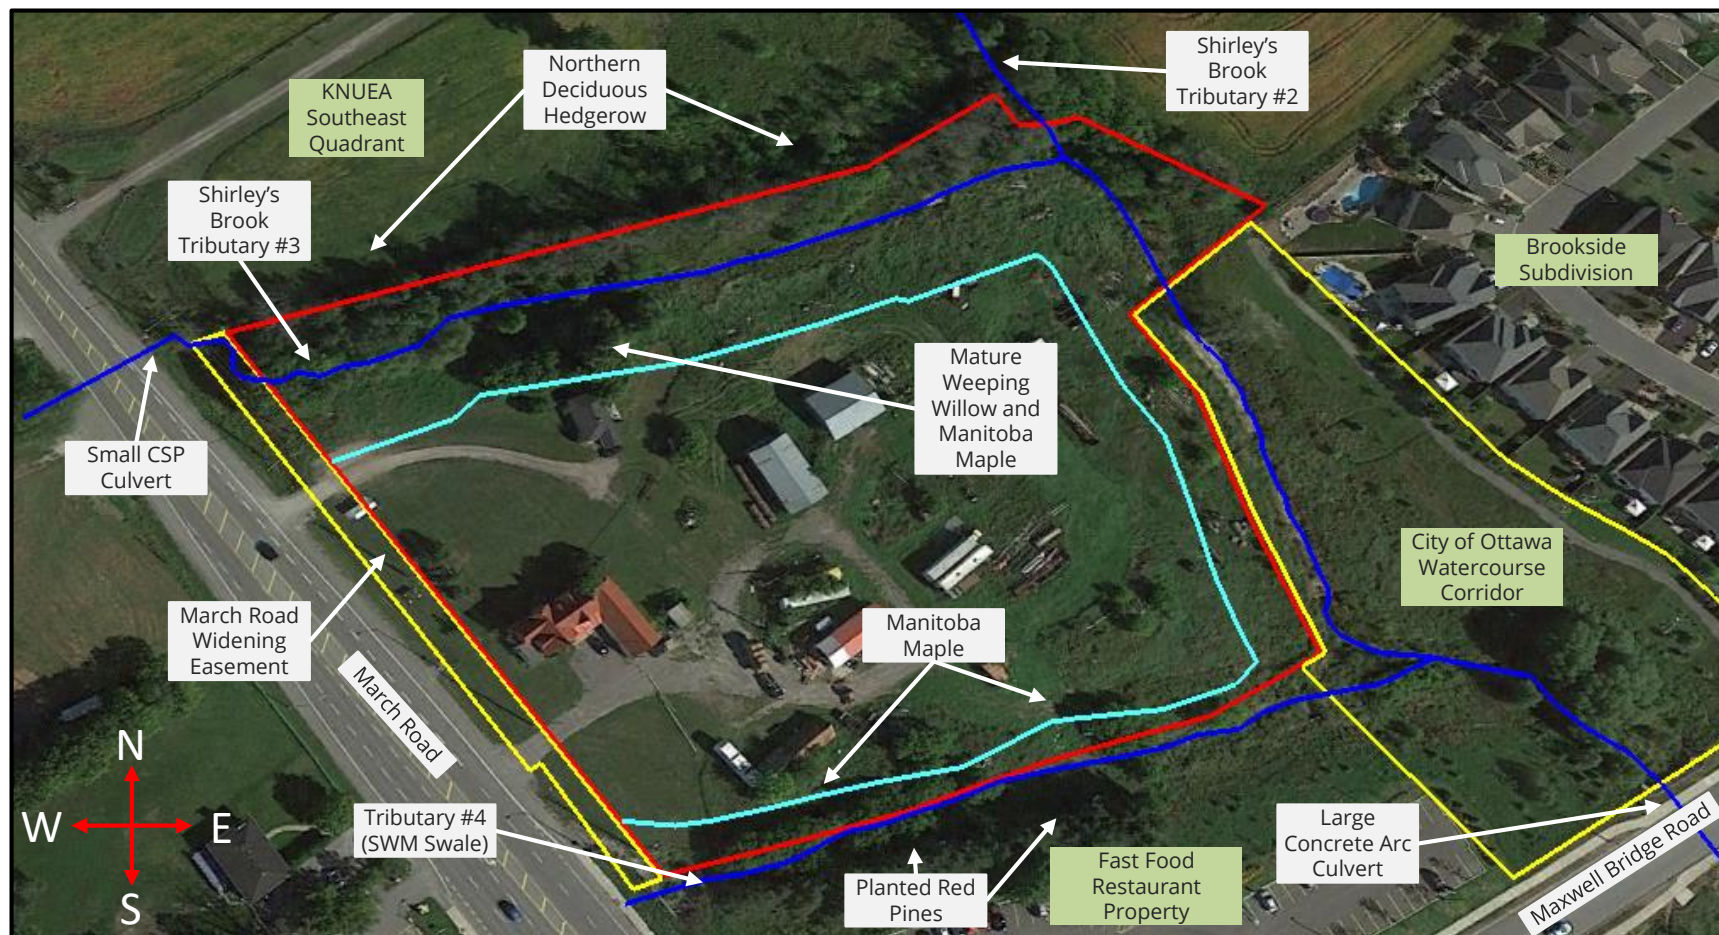 KNUEA
Southeast
Quadrant
Northern
Deciduous
Hedgerow
Shirley's
Brook
Tributary #2
Shirley's
Brook
Tributary #3
Brookside
Subdivision
Mature
Weeping
Willow and
Manitoba
Maple
Small CSP
Culvert
City of Ottawa
Watercourse
Corridor
March Road
Widening
Easement
Manitoba
Maple
March Road
N
W
E
S
Tributary #4
(SWM Swale)
Planted Red
Pines
Fast Food
Restaurant
Property
Large
Concrete Arc
Culvert
Maxwell Bridge Road